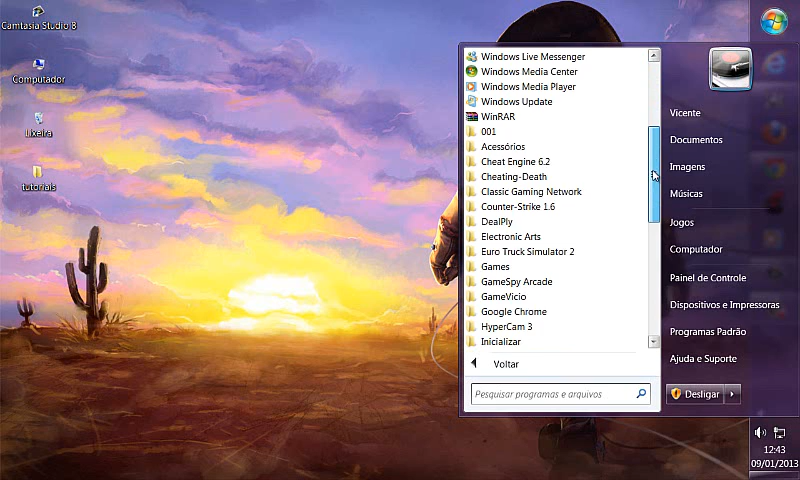 Camtasia Studio 8
Computador
Lixeira
tutoriais
Windows Live Messenger
Windows Media Center
Windows Media Player
Windows Update
WinRAR
001
Acessórios
Cheat Engine 6.2
Cheating-Death
Classic Gaming Network
Counter-Strike 1.6
DealPly
Electronic Arts
Euro Truck Simulator 2
Games
GameSpy Arcade
GameVicio
Google Chrome
HyperCam 3
Inicializar
Voltar
Pesquisar programas e arquivos
Vicente
Documentos
Imagens
Músicas
Jogos
Computador
Painel de Controle
Dispositivos e Impressoras
Programas Padrão
Ajuda e Suporte
Desligar
12:43
09/01/2013